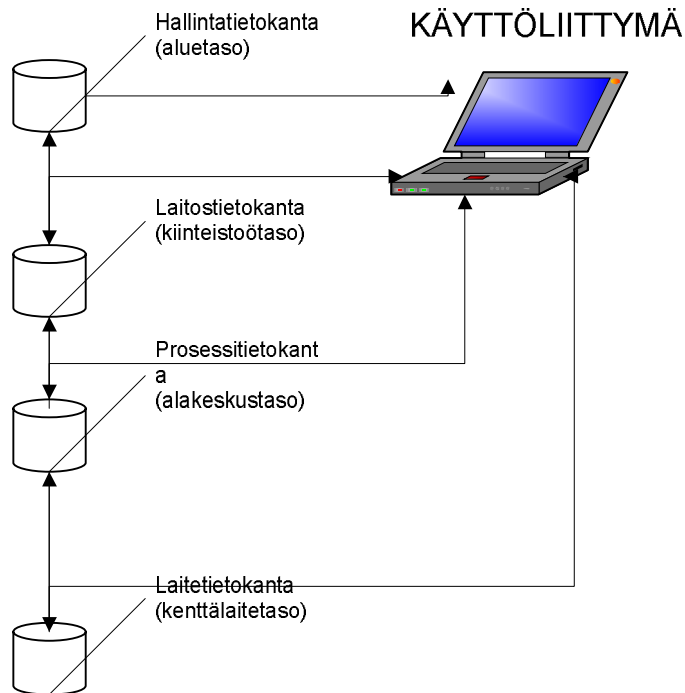 Hallintatietokanta
(aluetaso)
KÄYTTÖLIITTYMÄ
Laitostietokanta
(kiinteistöötaso)
Prosessitietokant
a
(alakeskustaso)
Laitetietokanta
(kenttälaitetaso)